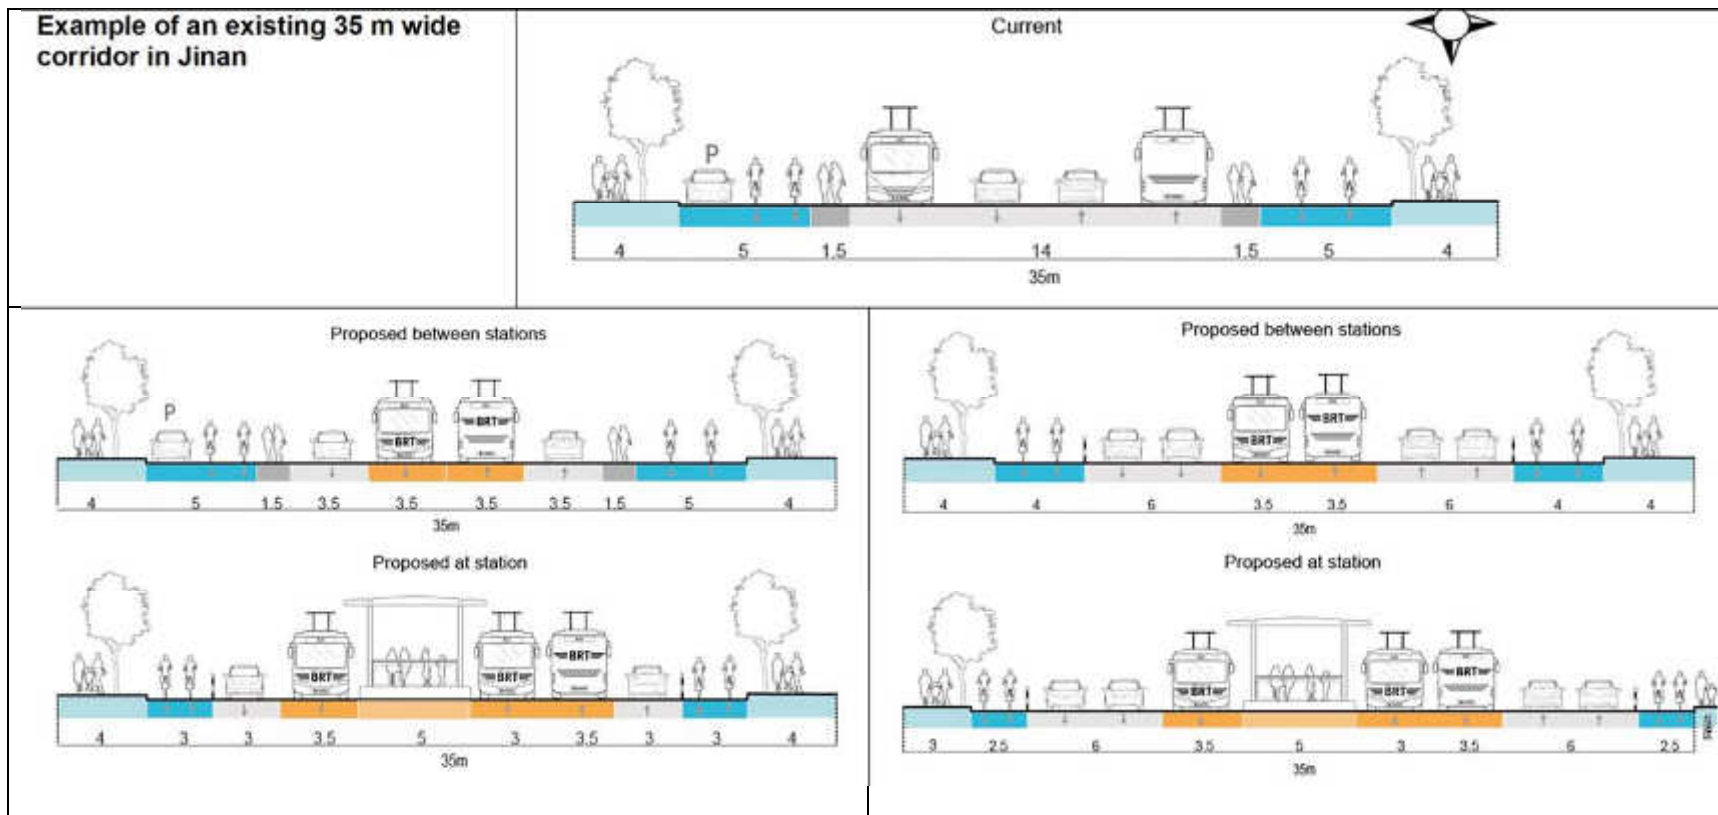 Example of an existing 35 m wide
corridor in Jinan
Current
P
4 5 1.5 14 1.5 5 4
35m
Proposed between stations
P
BRT BRT
4 5 1.5 3.5 3.5 3.5 3.5 1.5 5 4
35m
Proposed at station
BRT BRT BRT
4 3 3 3.5 5 3 3.5 3 3 4
35m
Proposed between stations
BRT BRT
4 4 6 3.5 3.5 6 4 4
35m
Proposed at station
BRT BRT BRT
3 2.5 6 3.5 5 3 3.5 6 2.5
35m